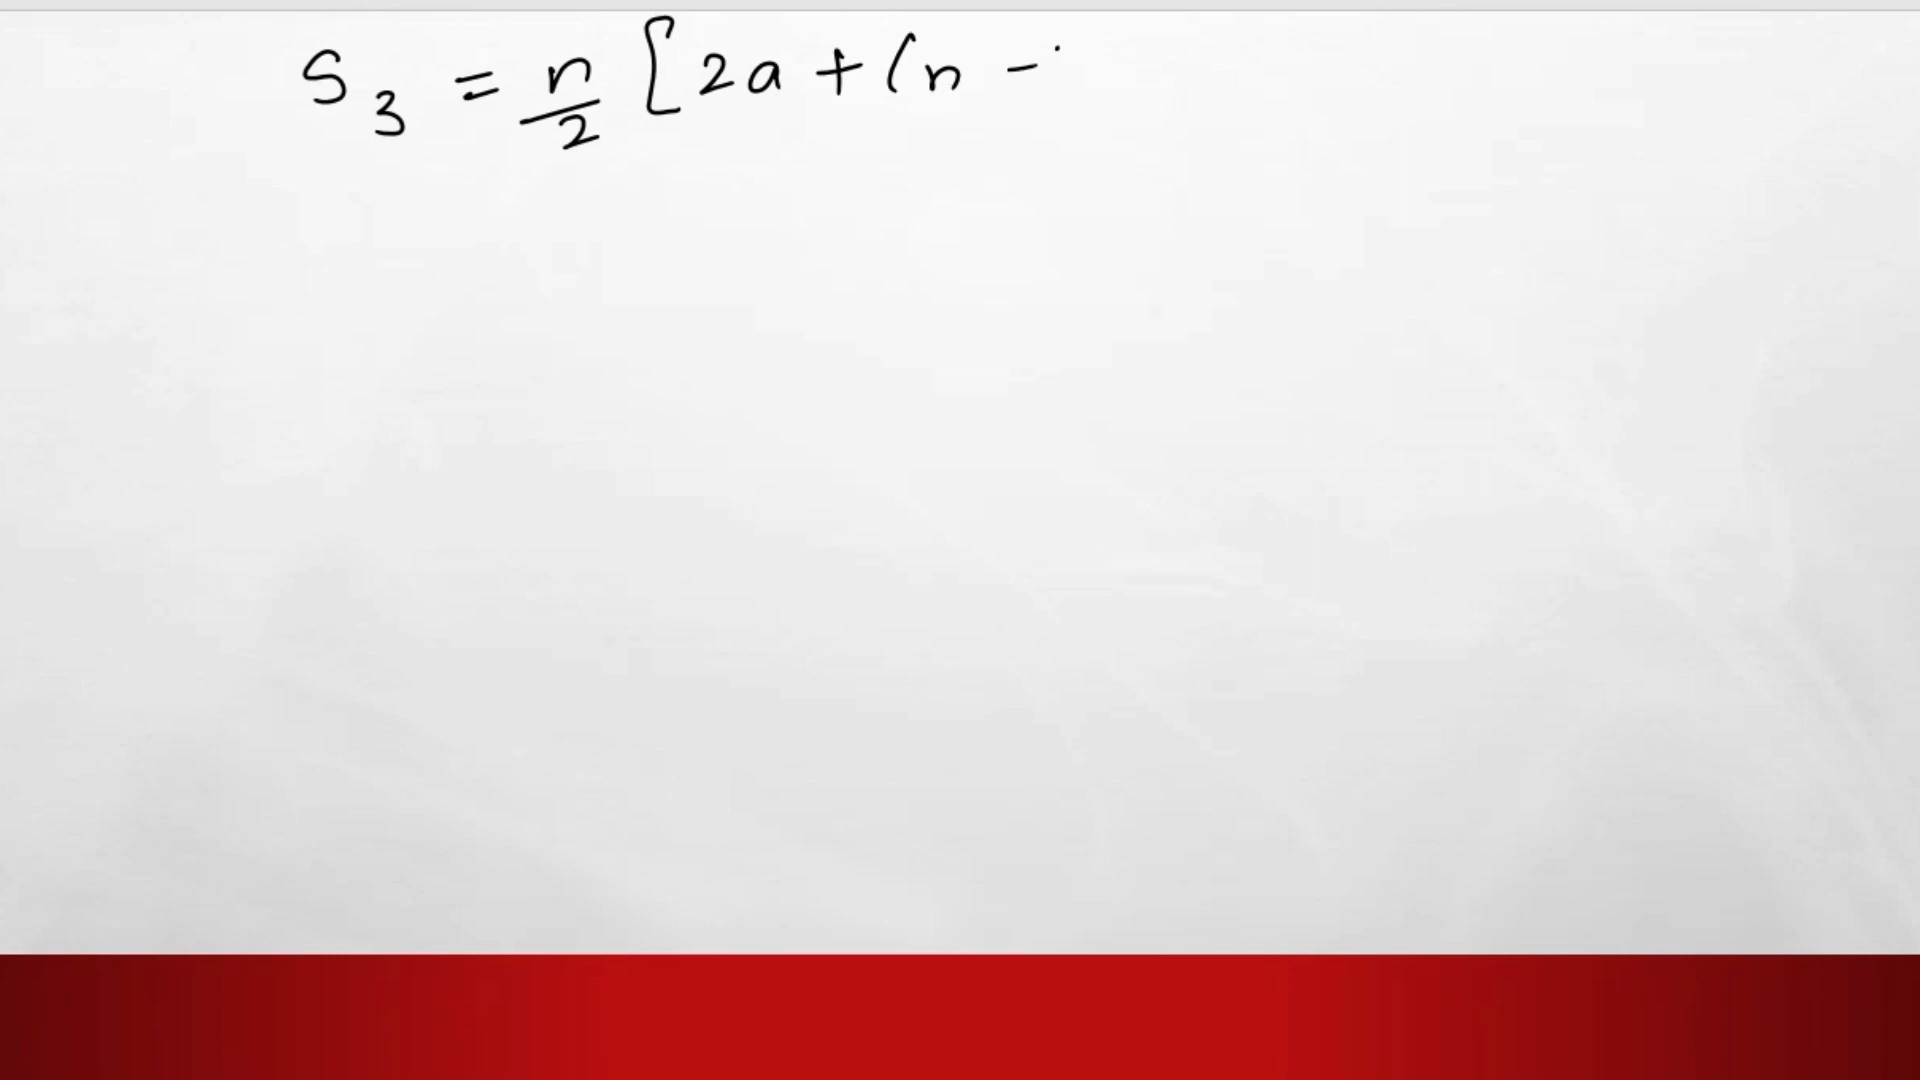 S₃ = n/2 [2a + (n -